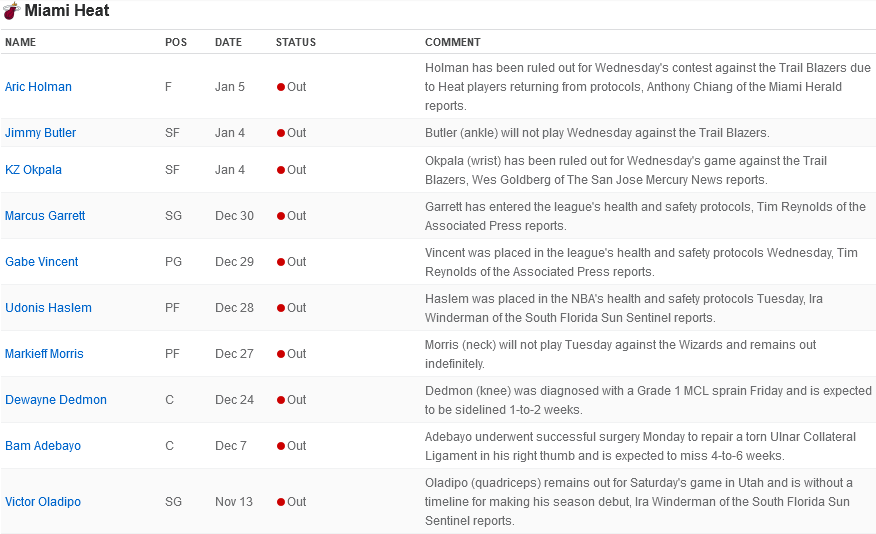 Miami Heat
NAME POS DATE STATUS COMMENT
Holman has been ruled out for Wednesday's contest against the Trail Blazers due
Aric Holman F Jan 5 Out to Heat players returning from protocols, Anthony Chiang of the Miami Herald
reports.
Jimmy Butler SF Jan 4 Out Butler (ankle) will not play Wednesday against the Trail Blazers.
KZ Okpala SF Jan 4 Out Okpala (wrist) has been ruled out for Wednesday's game against the Trail
Blazers, Wes Goldberg of The San Jose Mercury News reports.
Marcus Garrett SG Dec 30 Out Garrett has entered the league's health and safety protocols, Tim Reynolds of the
Associated Press reports.
Gabe Vincent PG Dec 29 Out Vincent was placed in the league's health and safety protocols Wednesday, Tim
Reynolds of the Associated Press reports.
Udonis Haslem PF Dec 28 Out Haslem was placed in the NBA's health and safety protocols Tuesday, Ira
Winderman of the South Florida Sun Sentinel reports.
Markieff Morris PF Dec 27 Out Morris (neck) will not play Tuesday against the Wizards and remains out
indefinitely.
Dewayne Dedmon C Dec 24 Out Dedmon (knee) was diagnosed with a Grade 1 MCL sprain Friday and is expected
to be sidelined 1-to-2 weeks.
Bam Adebayo C Dec 7 Out Adebayo underwent successful surgery Monday to repair a torn Ulnar Collateral
Ligament in his right thumb and is expected to miss 4-to-6 weeks.
Oladipo (quadriceps) remains out for Saturday's game in Utah and is without a
Victor Oladipo SG Nov 13 Out timeline for making his season debut, Ira Winderman of the South Florida Sun
Sentinel reports.